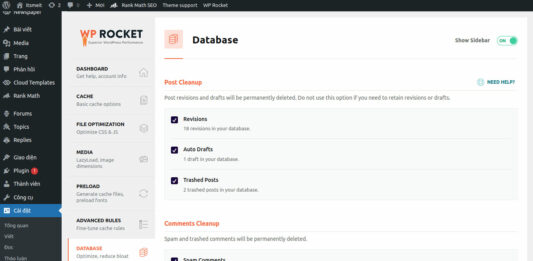 itsmeit
2
0
Mới
Rank Math SEO
Theme support
WP Rocket
Newspaper
Bài viết
Media
Trang
Phản hồi
Cloud Templates
Rank Math
Forums
Topics
Replies
Giao diện
Plugin 1
Thành viên
Công cụ
Cài đặt
Tổng quan
Viết
Đọc
Thảo luận
WP ROCKET
Superior WordPress Performance
DASHBOARD
Get help, account info
CACHE
Basic cache options
FILE OPTIMIZATION
Optimize CSS & JS
MEDIA
LazyLoad, image
dimensions
PRELOAD
Generate cache files,
preload fonts
ADVANCED RULES
Fine-tune cache rules
DATABASE
Optimize, reduce bloat
Database
Show Sidebar
ON
Post Cleanup
NEED HELP?
Post revisions and drafts will be permanently deleted. Do not use this option if you need to retain revisions or drafts.
Revisions
18 revisions in your database.
Auto Drafts
1 draft in your database.
Trashed Posts
2 trashed posts in your database.
Comments Cleanup
Spam and trashed comments will be permanently deleted.
Spam Comments